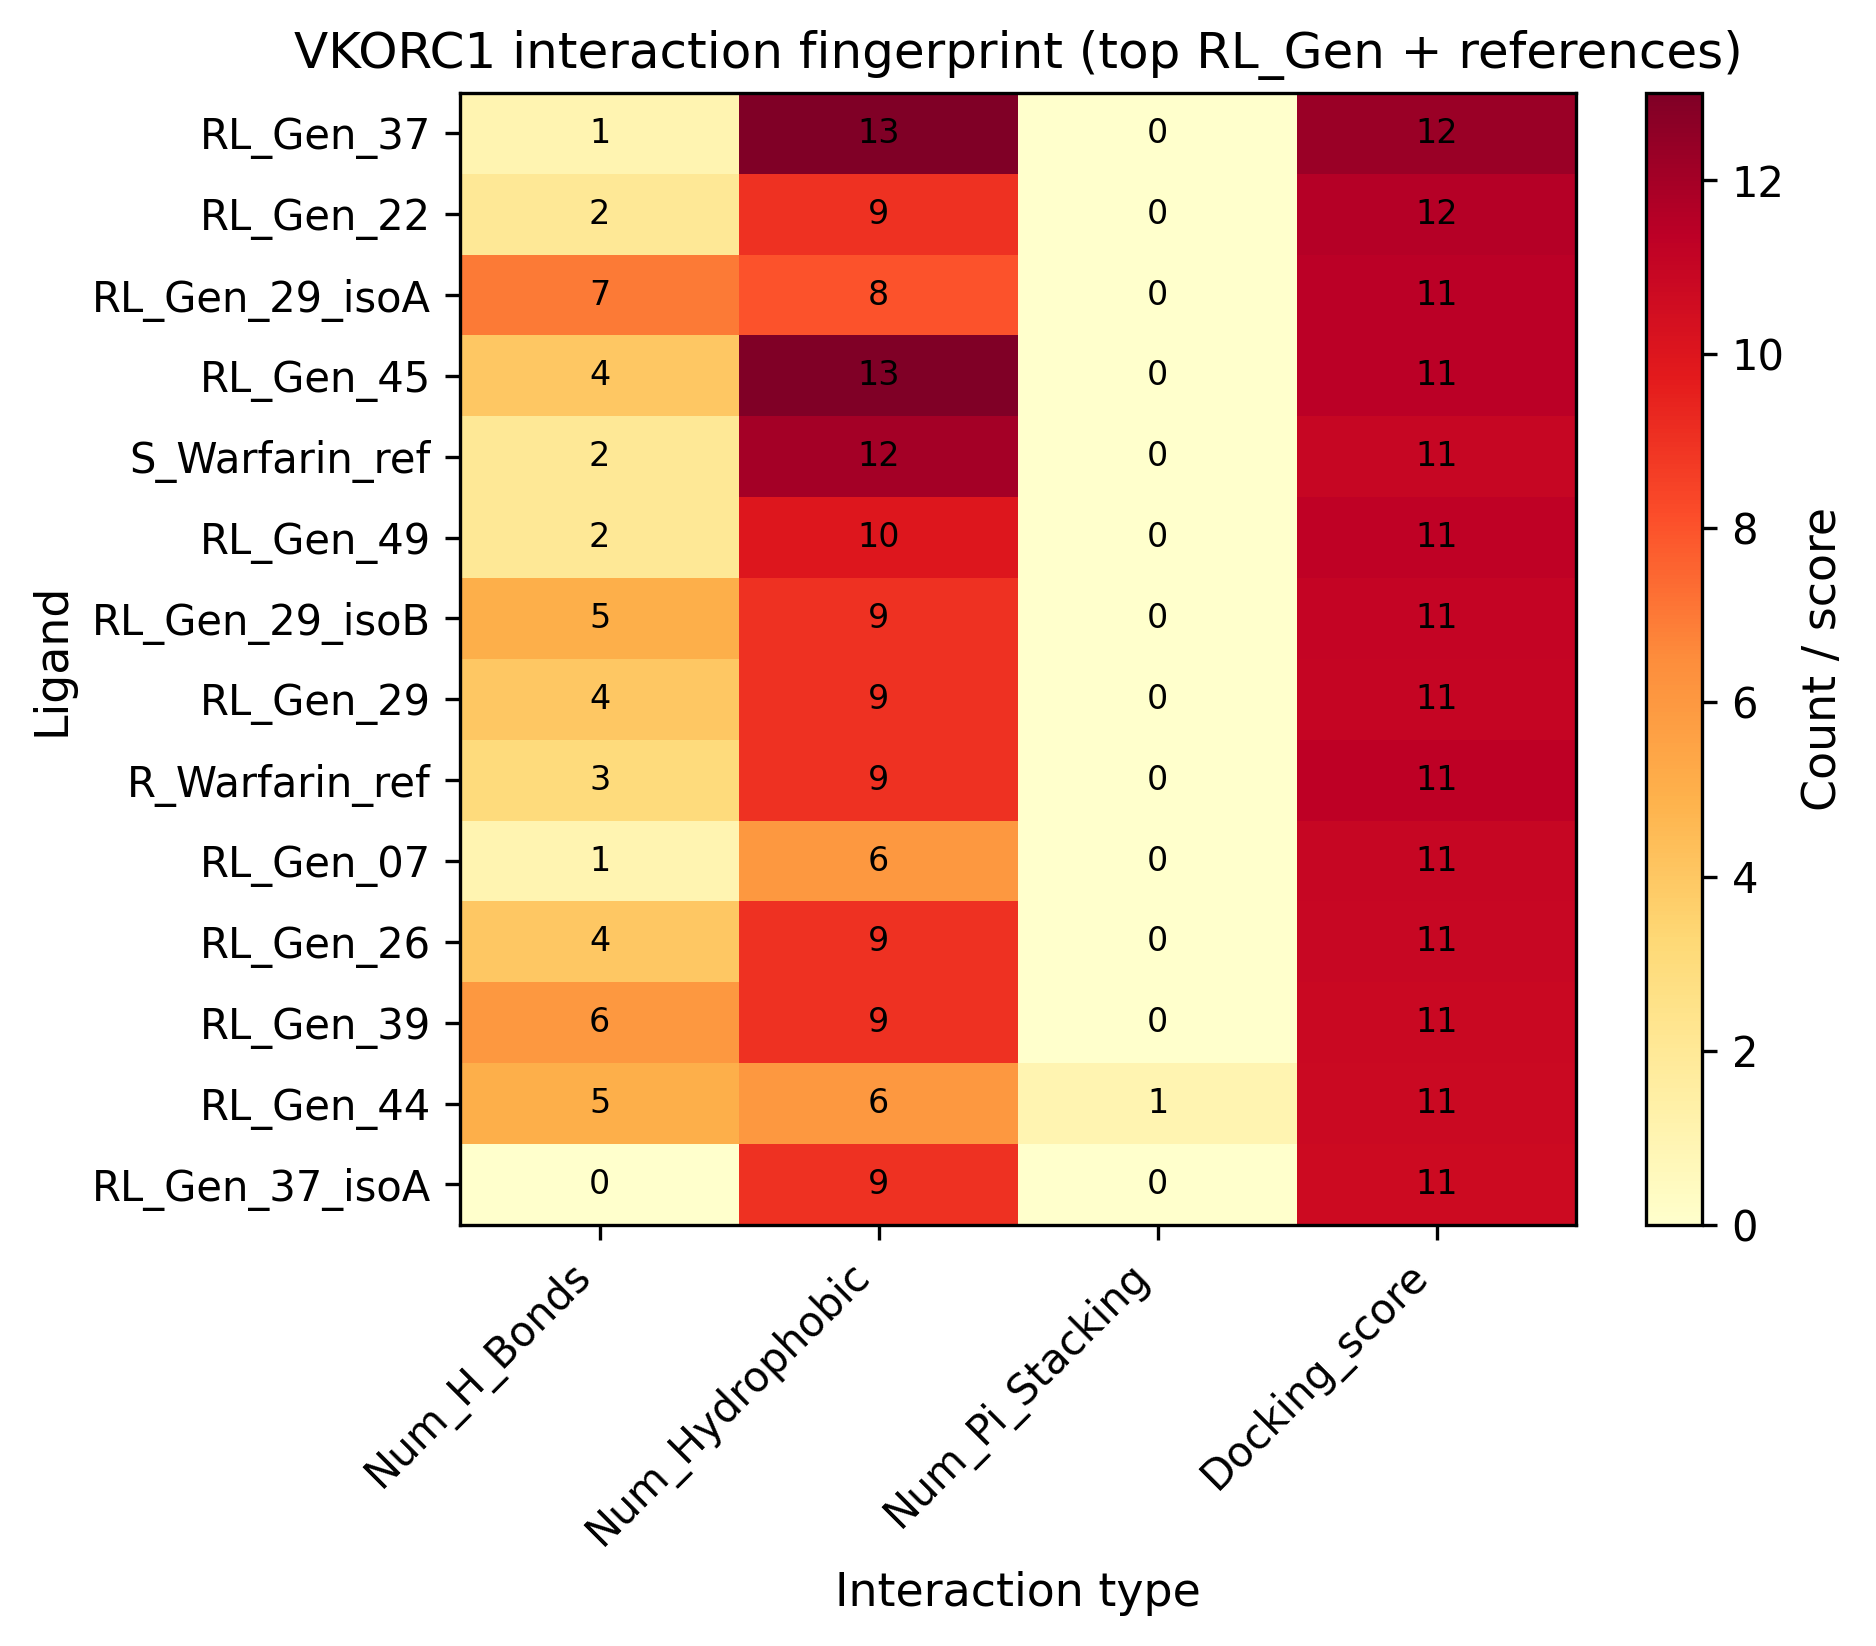 VKORC1 interaction fingerprint (top RL_Gen + references)
Ligand
RL_Gen_37 1 13 0 12
RL_Gen_22 2 9 0 12
RL_Gen_29_isoA 7 8 0 11
RL_Gen_45 4 13 0 11
S_Warfarin_ref 2 12 0 11
RL_Gen_49 2 10 0 11
RL_Gen_29_isoB 5 9 0 11
RL_Gen_29 4 9 0 11
R_Warfarin_ref 3 9 0 11
RL_Gen_07 1 6 0 11
RL_Gen_26 4 9 0 11
RL_Gen_39 6 9 0 11
RL_Gen_44 5 6 1 11
RL_Gen_37_isoA 0 9 0 11
Num_H_Bonds
Num_Hydrophobic
Num_Pi_Stacking
Docking_score
Interaction type
12
10
8
6
4
2
0
Count / score